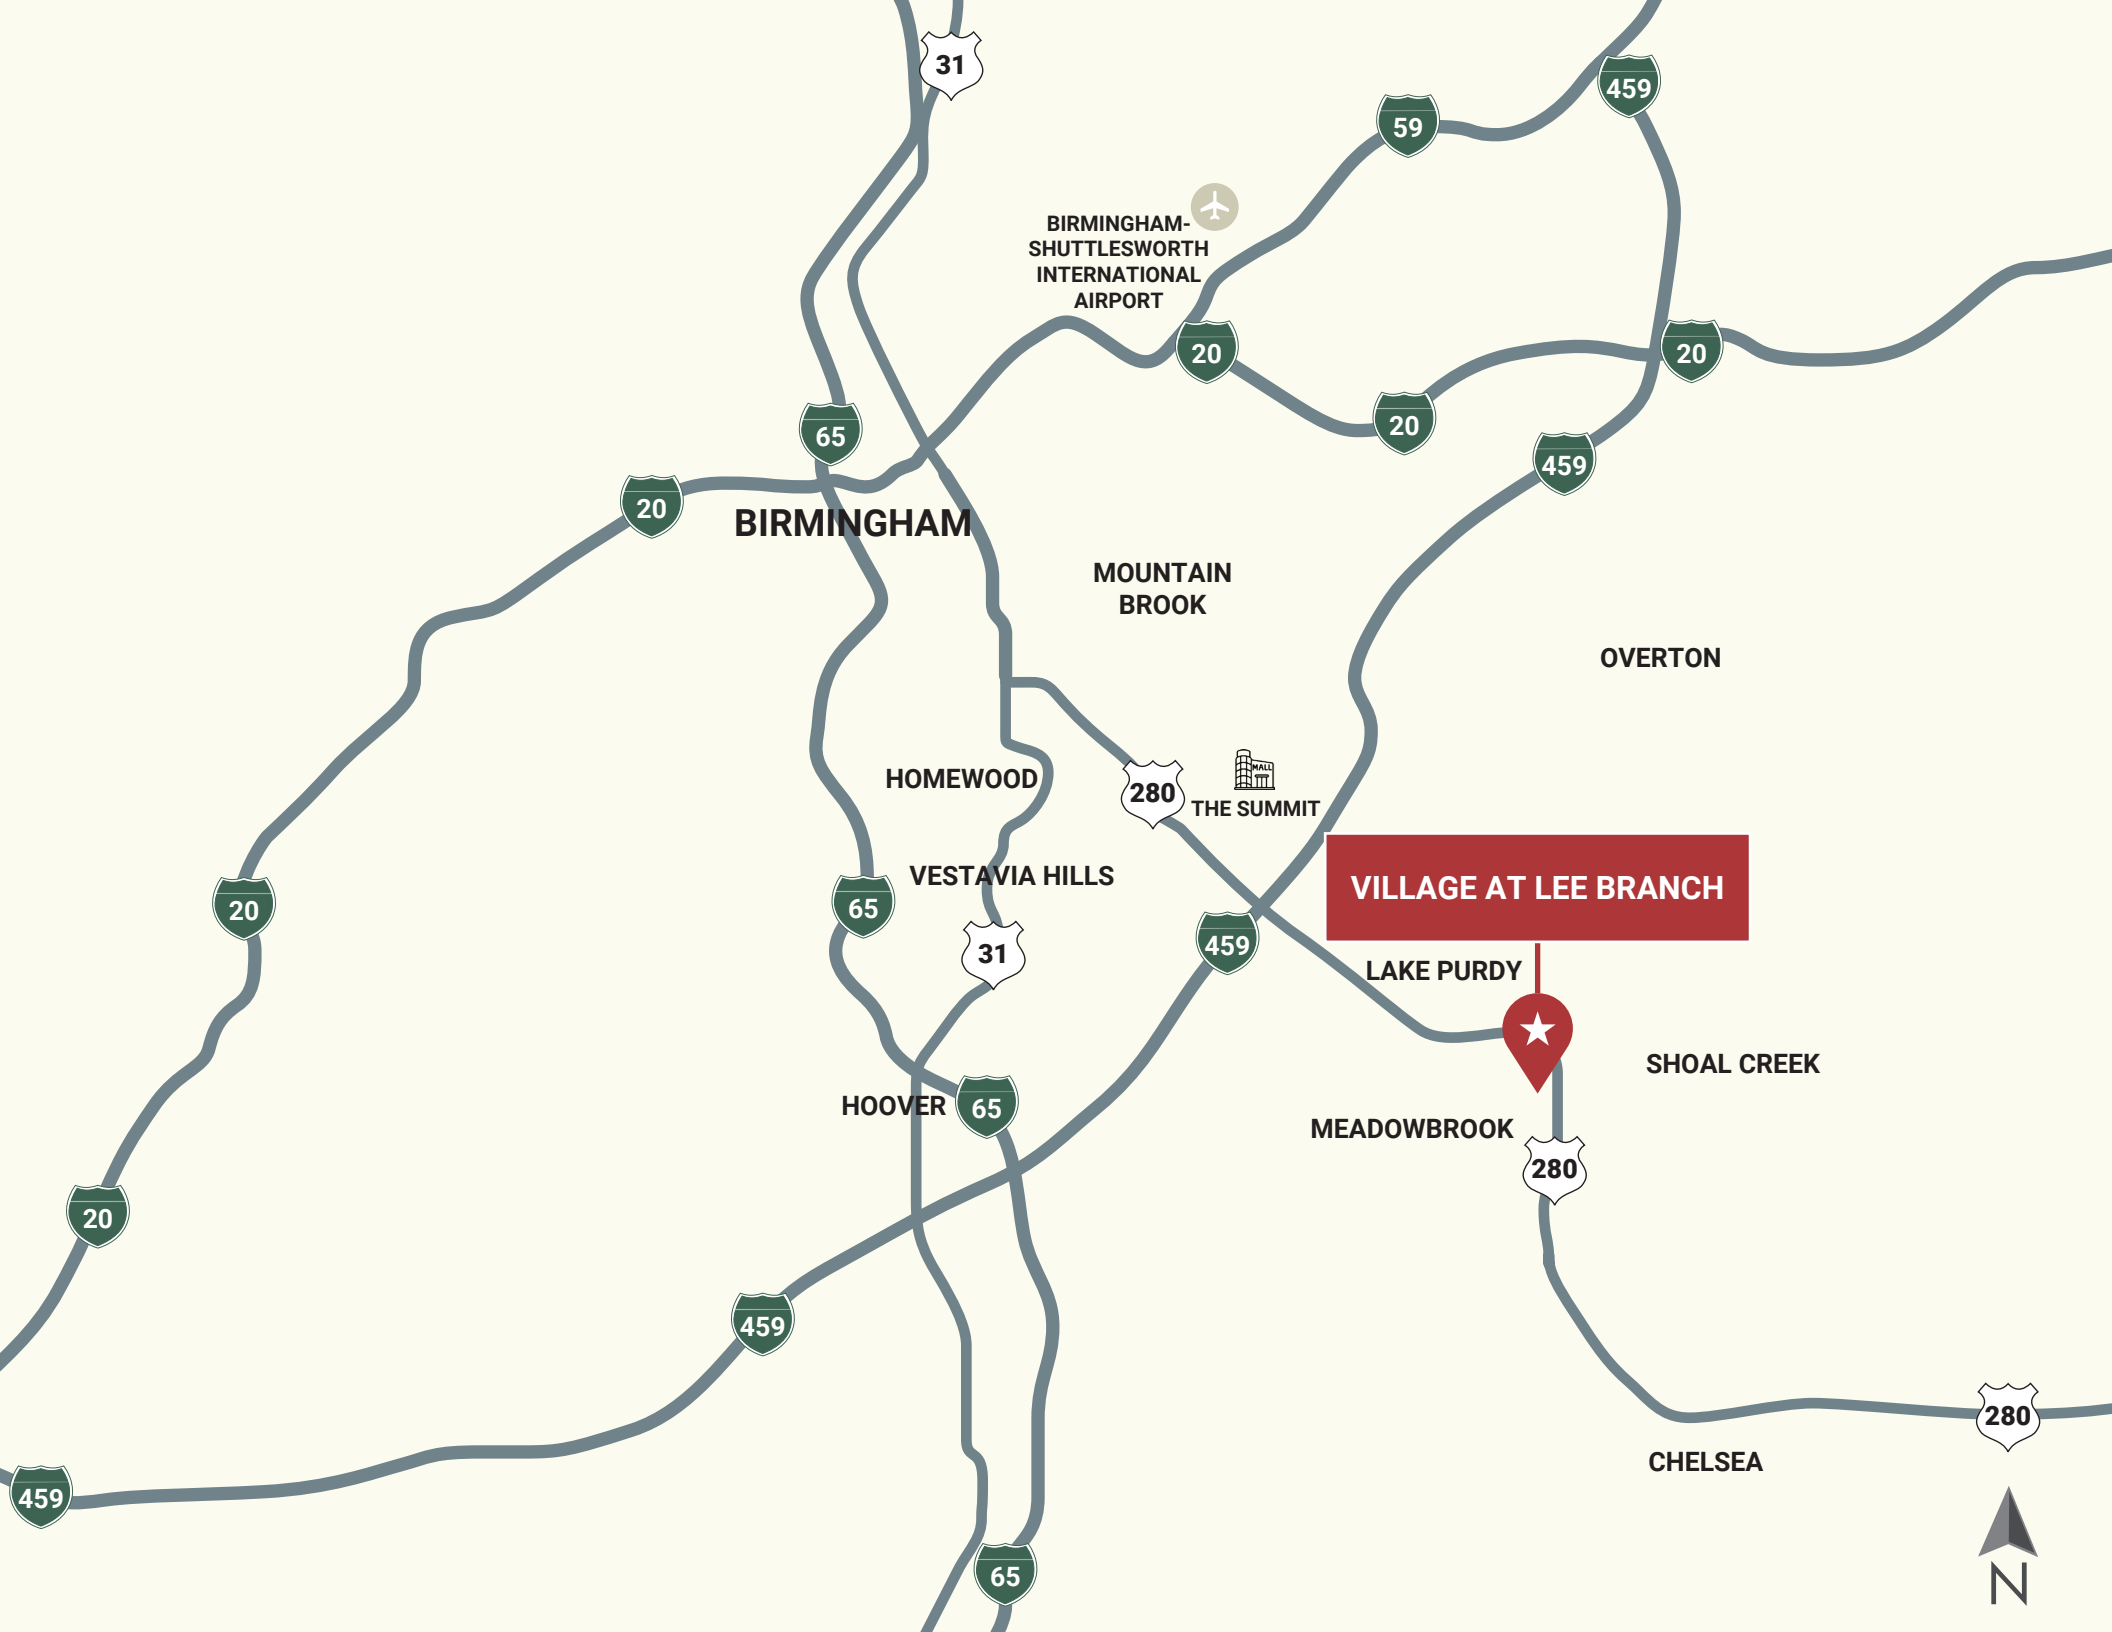 31
459
59
BIRMINGHAM-
SHUTTLESWORTH
INTERNATIONAL
AIRPORT
20
20
20
65
459
20
BIRMINGHAM
MOUNTAIN
BROOK
OVERTON
MALL
HOMEWOOD
280
THE SUMMIT
VESTAVIA HILLS
VILLAGE AT LEE BRANCH
20
65
459
31
LAKE PURDY
SHOAL CREEK
HOOVER
65
MEADOWBROOK
280
20
459
280
CHELSEA
459
65
N